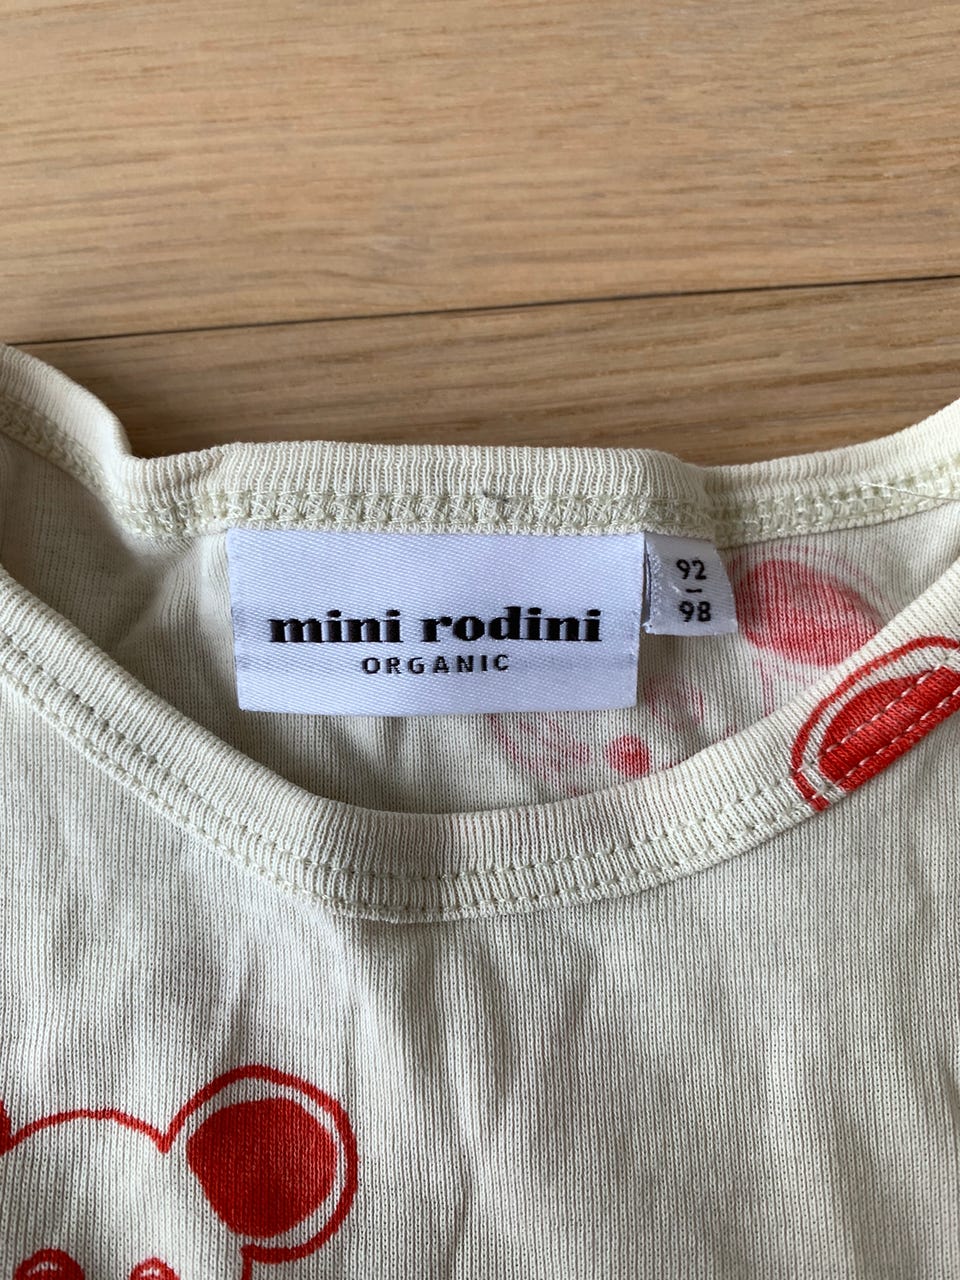 mini rodini
ORGANIC
92
–
98